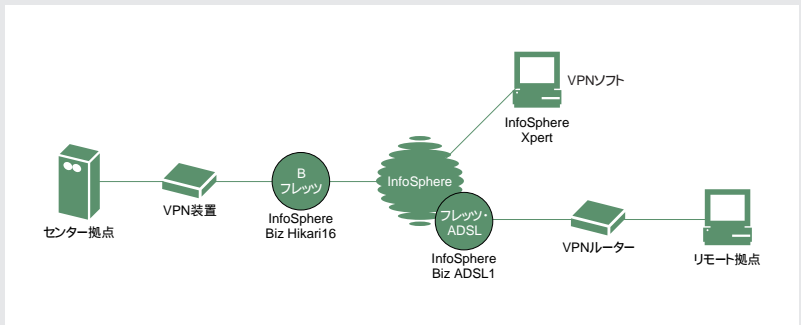 VPNソフト
InfoSphere
Xpert
B
フレッツ
InfoSphere
センター拠点
VPN装置
InfoSphere
Biz Hikari16
フレッツ・
ADSL
InfoSphere
Biz ADSL1
VPNルーター
リモート拠点